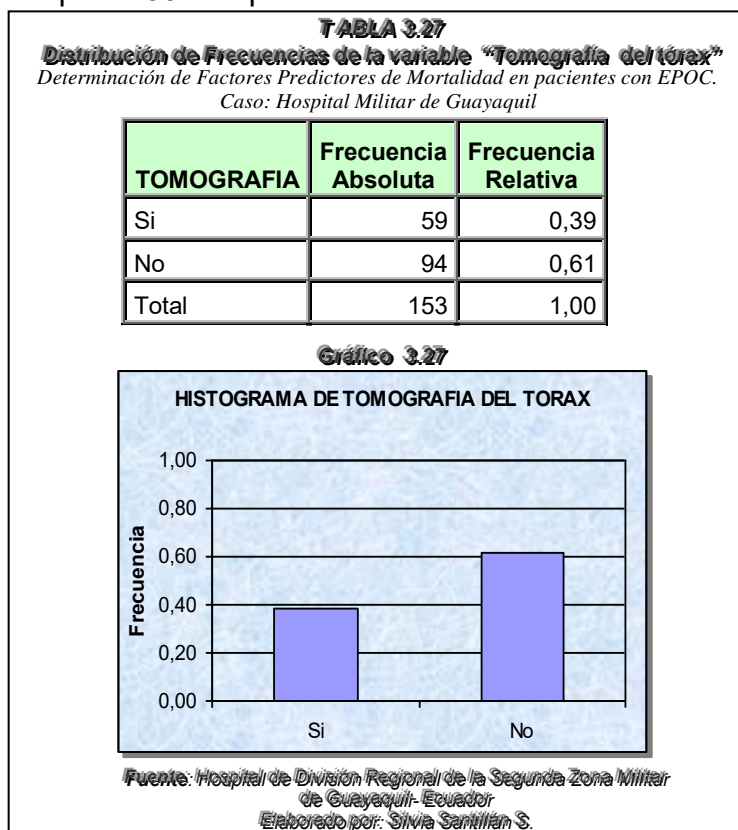 T ABLA 3.27
Distribución de Frecuencias de la variable “Tomografía del tórax”
Determinación de Factores Predictores de Mortalidad en pacientes con EPOC.
Caso: Hospital Militar de Guayaquil
TOMOGRAFIA Frecuencia Absoluta Frecuencia Relativa
Si 59 0,39
No 94 0,61
Total 153 1,00
Gráfico 3.27
HISTOGRAMA DE TOMOGRAFIA DEL TORAX
1,00
0,80
0,60
0,40
0,20
0,00
Frecuencia
Si No
Fuente: Hospital de División Regional de la Segunda Zona Militar
de Guayaquil- Ecuador
Elaborado por: Silvia Santillán S.